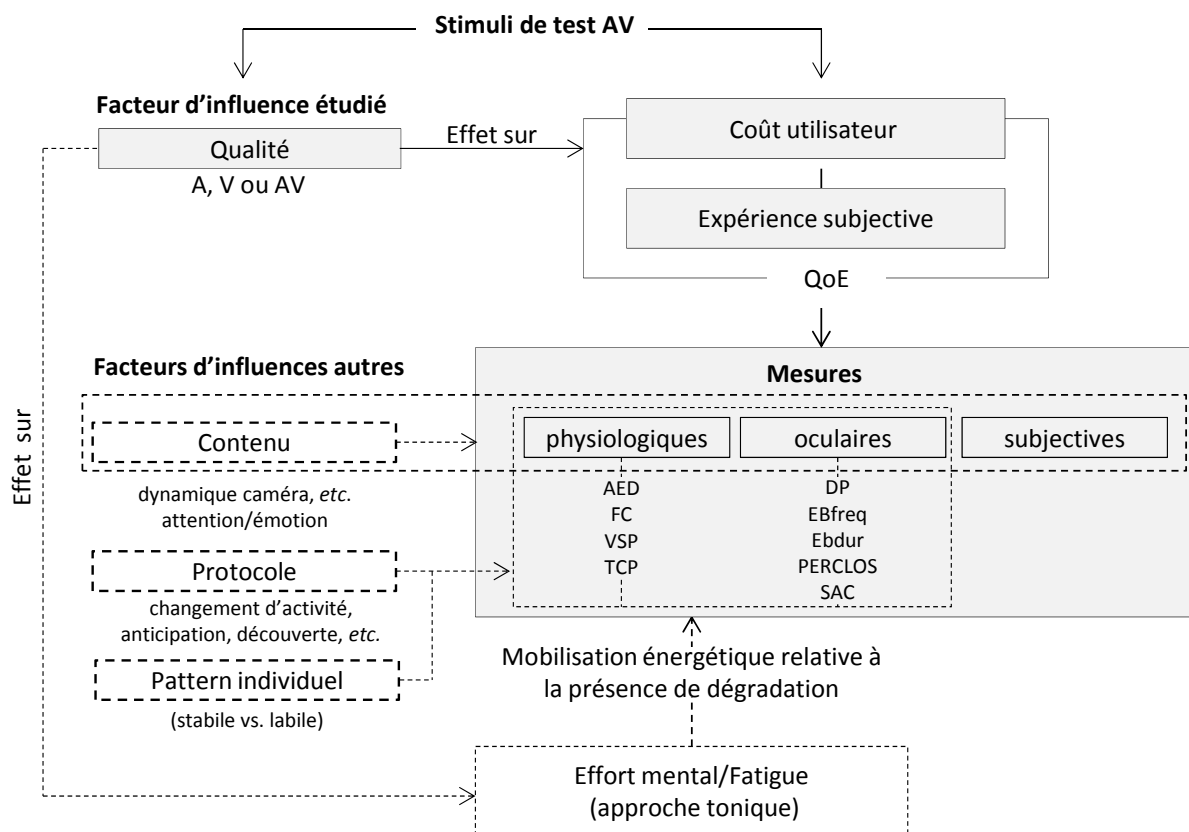 Stimuli de test AV
Facteur d’influence étudié
Qualité
A, V ou AV
Effet sur
Coût utilisateur
Expérience subjective
QoE
Facteurs d’influences autres
Mesures
Contenu
physiologiques
oculaires
subjectives
dynamique caméra, etc.
attention/émotion
AED
FC
VSP
TCP
DP
EBfreq
Ebdur
PERCLOS
SAC
Effet sur
Protocole
changement d’activité,
anticipation, découverte, etc.
Pattern individuel
(stabile vs. labile)
Mobilisation énergétique relative à
la présence de dégradation
Effort mental/Fatigue
(approche tonique)